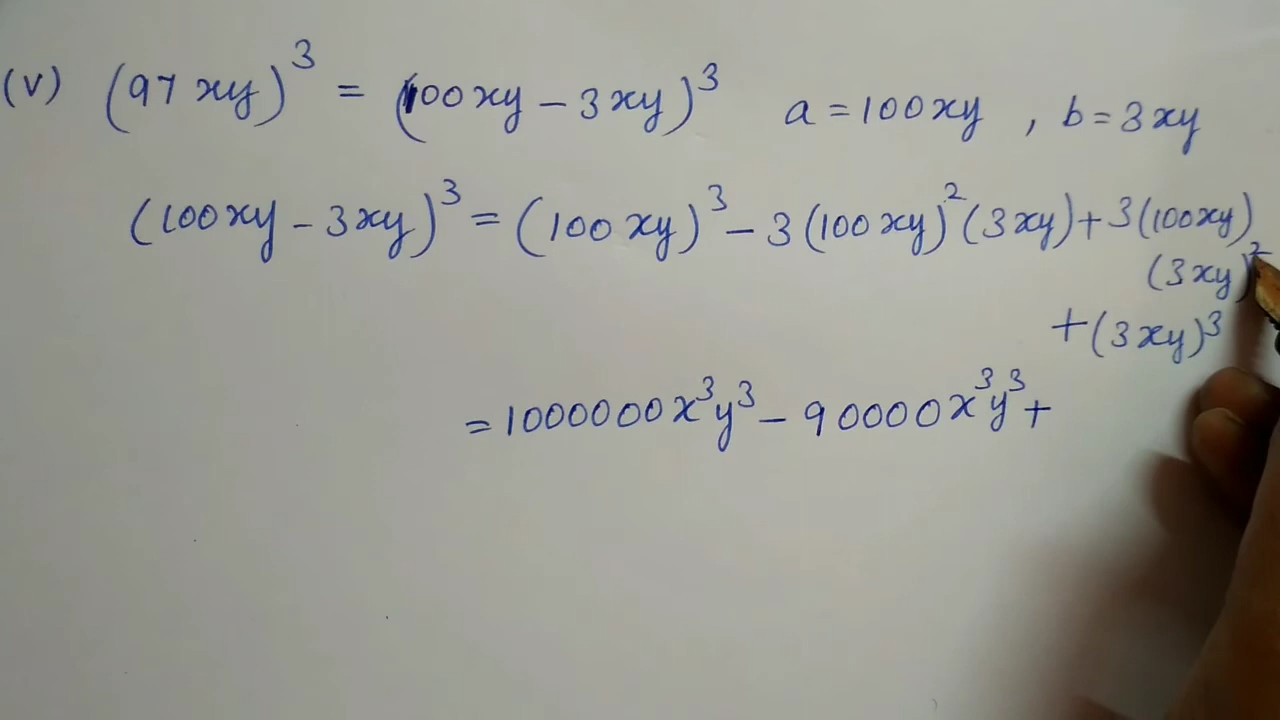 (V) (97xy)³ = (100xy - 3xy)³ a = 100xy , b = 3xy
(100xy - 3xy)³ = (100xy)³ - 3(100xy)²(3xy) + 3(100xy)
(3xy)²
+ (3xy)³
= 1000000x³y³ - 90000x³y³ +